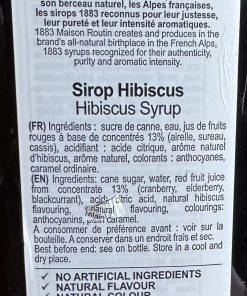 son berceau naturel, les Alpes françaises,
les sirops 1883 reconnus pour leur justesse,
leur pureté et leur intensité aromatiques.
1883 Maison Routin creates and produces in the
brand's all-natural birthplace in the French Alps,
1883 syrups recognized for their authenticity,
purity and aromatic intensity.
Sirop Hibiscus
Hibiscus Syrup
(FR) Ingrédients : sucre de canne, eau, jus de fruits
rouges à base de concentrés 13% (airelle, sureau,
cassis), acidifiant : acide citrique, arôme naturel
d'hibiscus, arôme naturel, colorants : anthocyanes,
caramel ordinaire.
(EN) Ingredients: cane sugar, water, red fruit juice
from concentrate 13% (cranberry, elderberry,
blackcurrant), acid: citric acid, natural hibiscus
flavouring, natural flavouring, colourings:
anthocyanins, plain caramel.
A consommer de préférence avant : voir sur la
bouteille. A conserver dans un endroit frais et sec.
Best before end: see on bottle. Store in a cool and
dry place.
✓ NO ARTIFICIAL INGREDIENTS
✓ NATURAL FLAVOUR
✓ NATURAL COLOUR